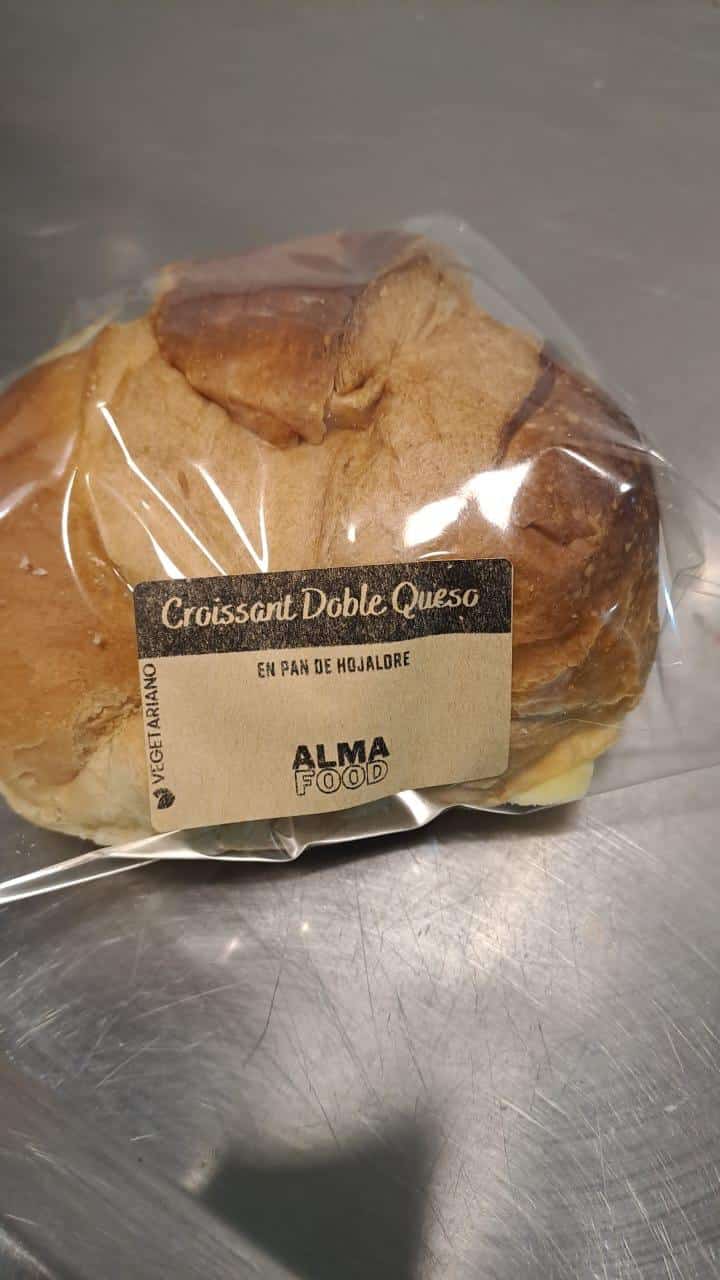 Croissant Doble Queso
EN PAN DE HOJALDRE
VEGETARIANO
ALMA
FOOD